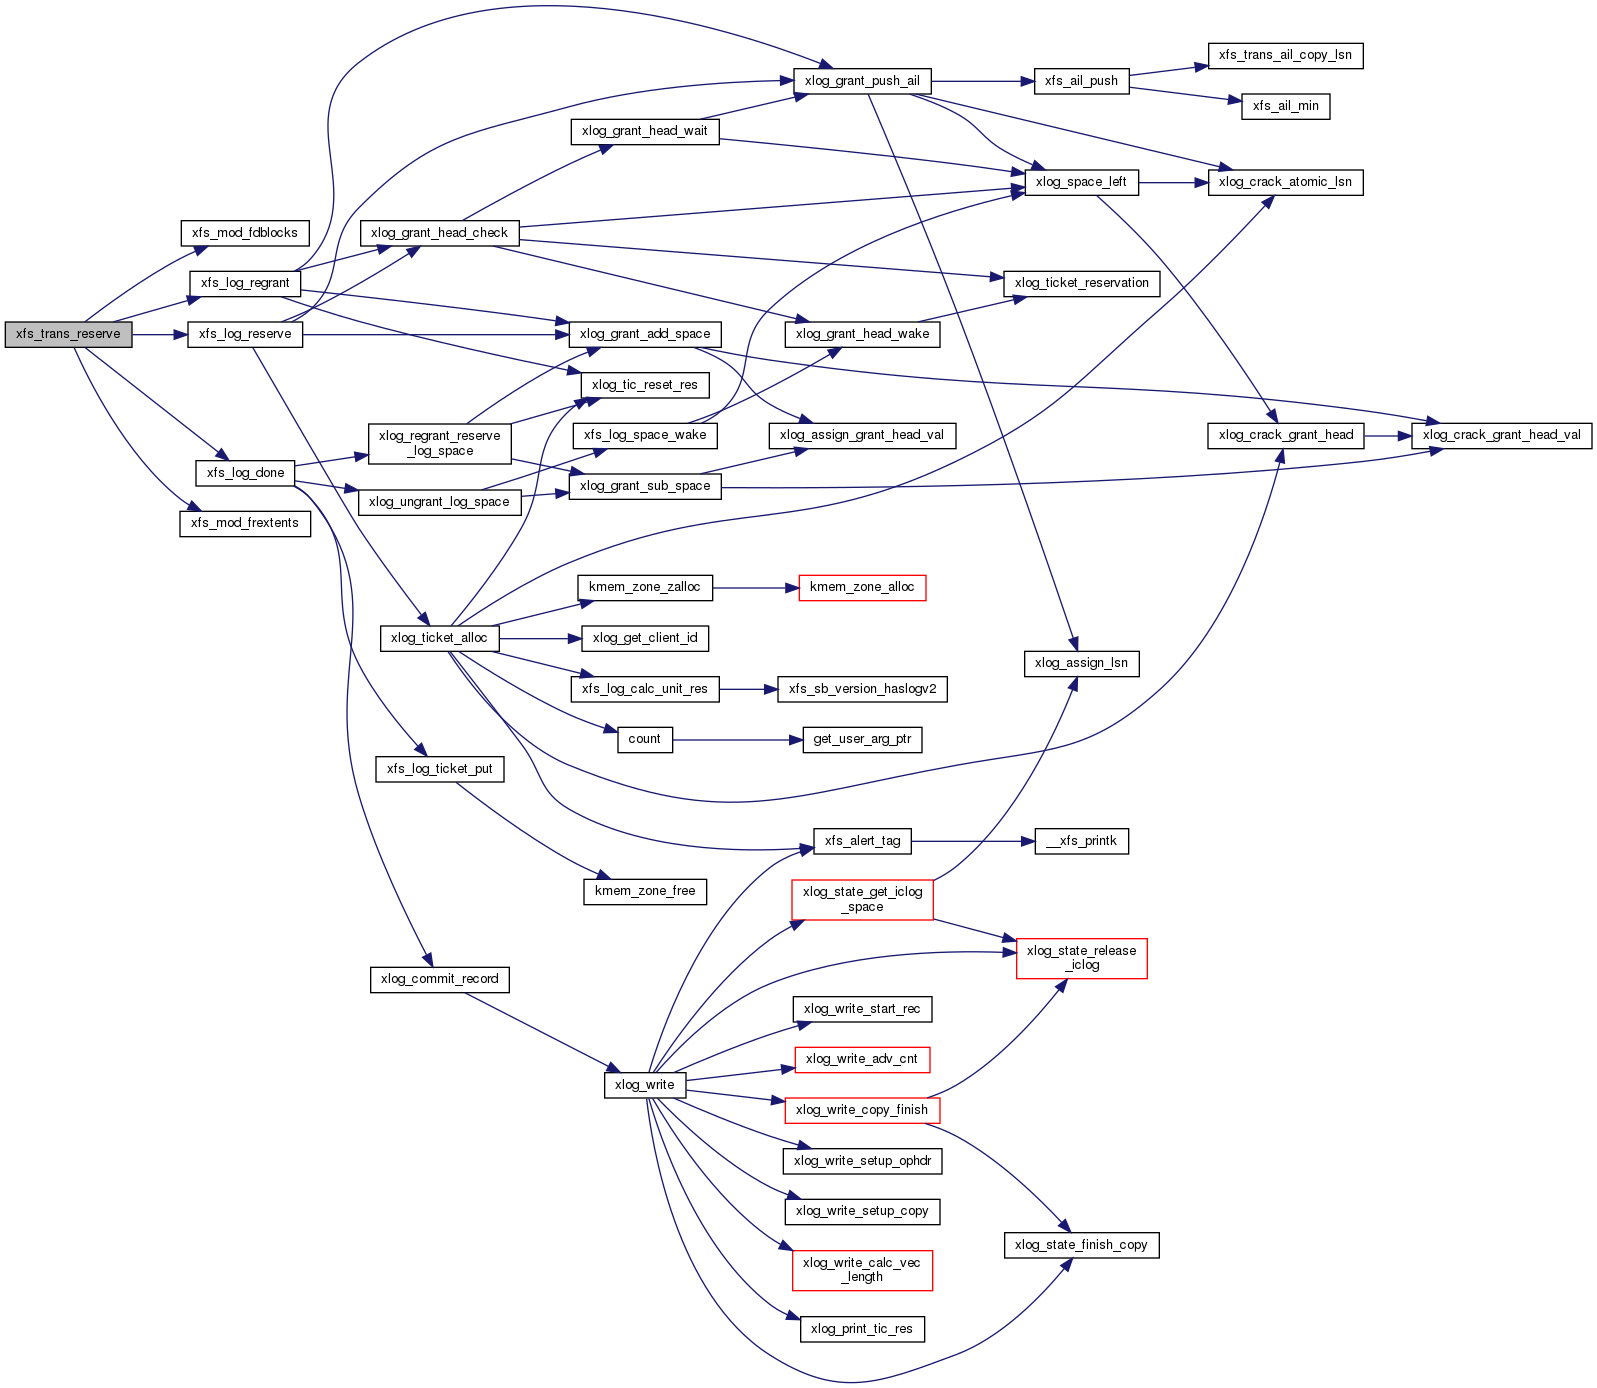 xfs_trans_reserve
xfs_mod_fdblocks
xfs_log_regrant
xfs_log_reserve
xfs_log_done
xfs_mod_frextents
xlog_grant_head_check
xlog_regrant_reserve
_log_space
xlog_ungrant_log_space
xlog_ticket_alloc
xfs_log_ticket_put
xlog_commit_record
xlog_grant_head_wait
xlog_grant_add_space
xlog_tic_reset_res
xfs_log_space_wake
xlog_grant_sub_space
kmem_zone_zalloc
xlog_get_client_id
xfs_log_calc_unit_res
count
kmem_zone_free
xlog_write
xlog_grant_push_ail
xlog_grant_head_wake
xlog_assign_grant_head_val
kmem_zone_alloc
xfs_sb_version_haslogv2
get_user_arg_ptr
xfs_alert_tag
xlog_state_get_iclog
_space
xlog_write_start_rec
xlog_write_adv_cnt
xlog_write_copy_finish
xlog_write_setup_ophdr
xlog_write_setup_copy
xlog_write_calc_vec
_length
xlog_print_tic_res
xfs_ail_push
xlog_space_left
xlog_ticket_reservation
xlog_assign_lsn
__xfs_printk
xlog_state_release
_iclog
xlog_state_finish_copy
xfs_trans_ail_copy_lsn
xfs_ail_min
xlog_crack_atomic_lsn
xlog_crack_grant_head
xlog_crack_grant_head_val